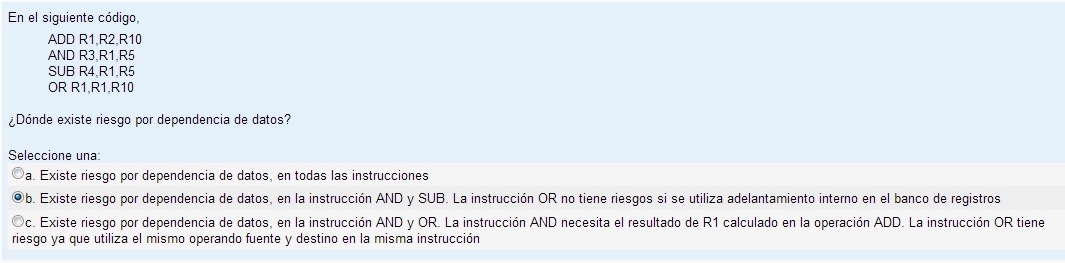 En el siguiente código,
ADD R1,R2,R10
AND R3,R1,R5
SUB R4,R1,R5
OR R1,R1,R10
¿Dónde existe riesgo por dependencia de datos?
Seleccione una:
a. Existe riesgo por dependencia de datos, en todas las instrucciones
b. Existe riesgo por dependencia de datos, en la instrucción AND y SUB. La instrucción OR no tiene riesgos si se utiliza adelantamiento interno en el banco de registros
c. Existe riesgo por dependencia de datos, en la instrucción AND y OR. La instrucción AND necesita el resultado de R1 calculado en la operación ADD. La instrucción OR tiene
riesgo ya que utiliza el mismo operando fuente y destino en la misma instrucción